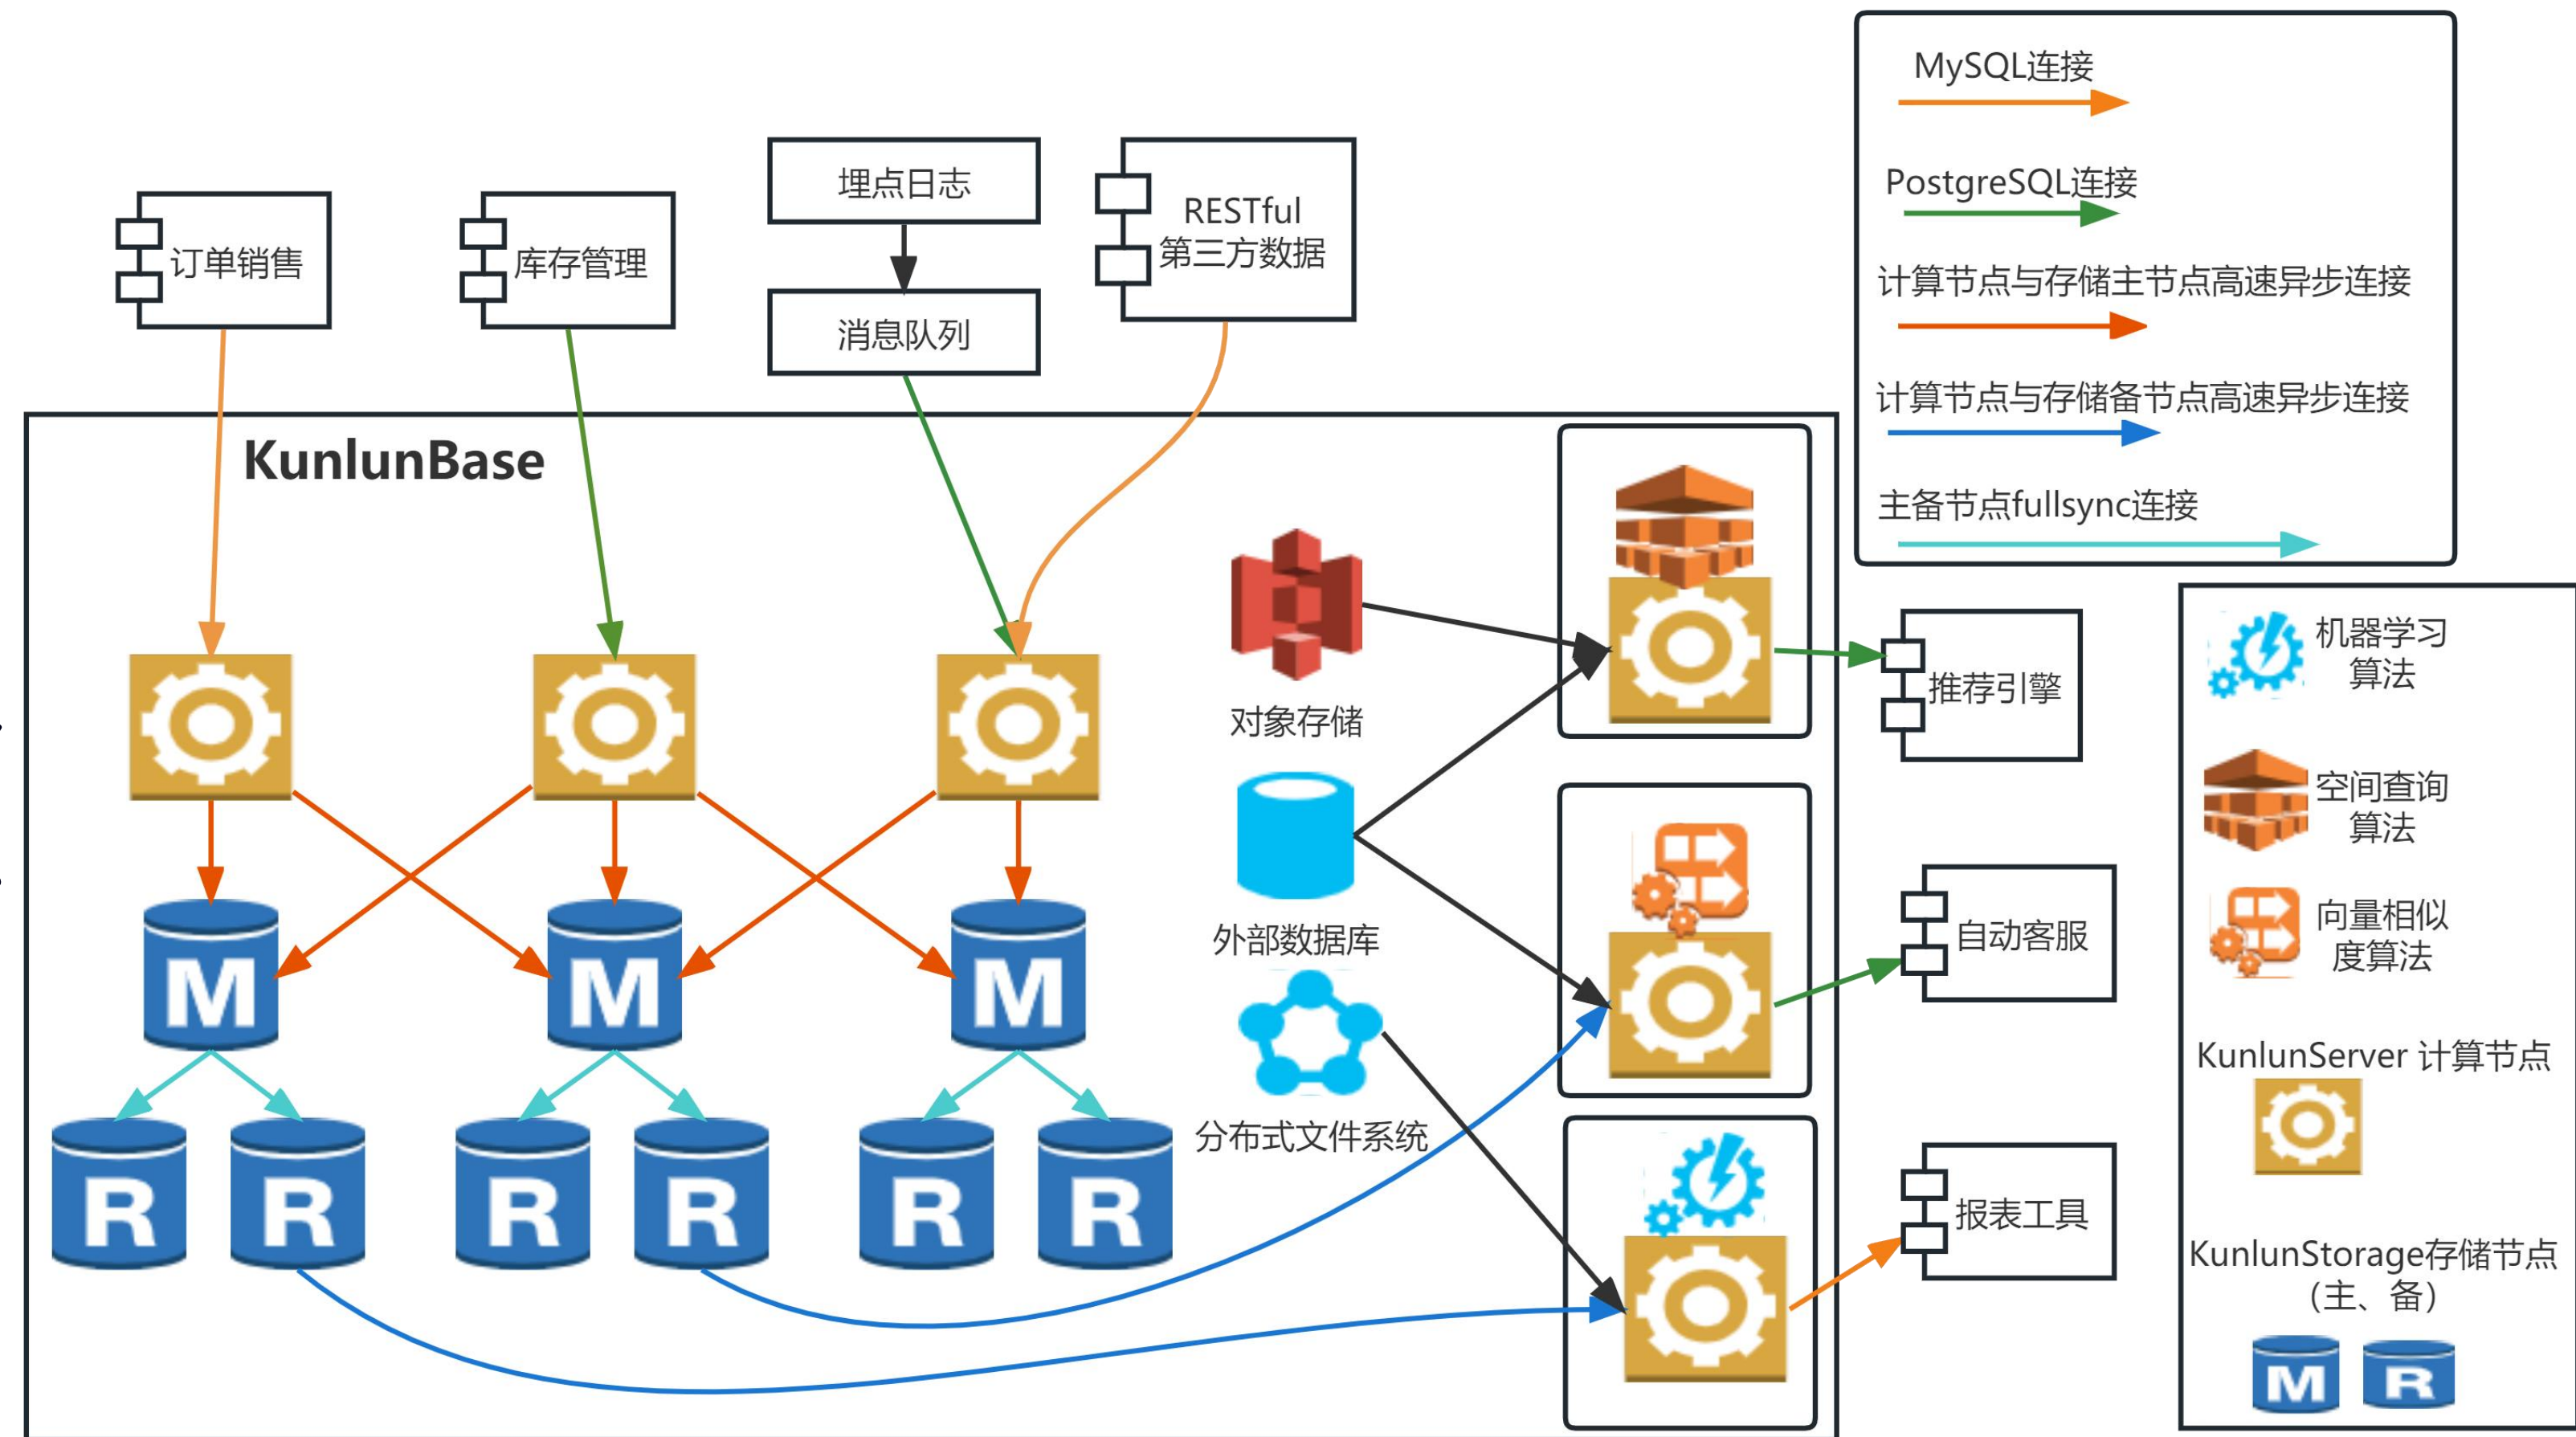 MySQL连接
PostgreSQL连接
计算节点与存储主节点高速异步连接
计算节点与存储备节点高速异步连接
主备节点fullsync连接
订单销售
库存管理
埋点日志
消息队列
RESTful
第三方数据
KunlunBase
对象存储
外部数据库
分布式文件系统
M
M
M
R
R
R
R
R
R
推荐引擎
自动客服
报表工具
机器学习
算法
空间查询
算法
向量相似
度算法
KunlunServer 计算节点
KunlunStorage存储节点
（主、备）
M
R